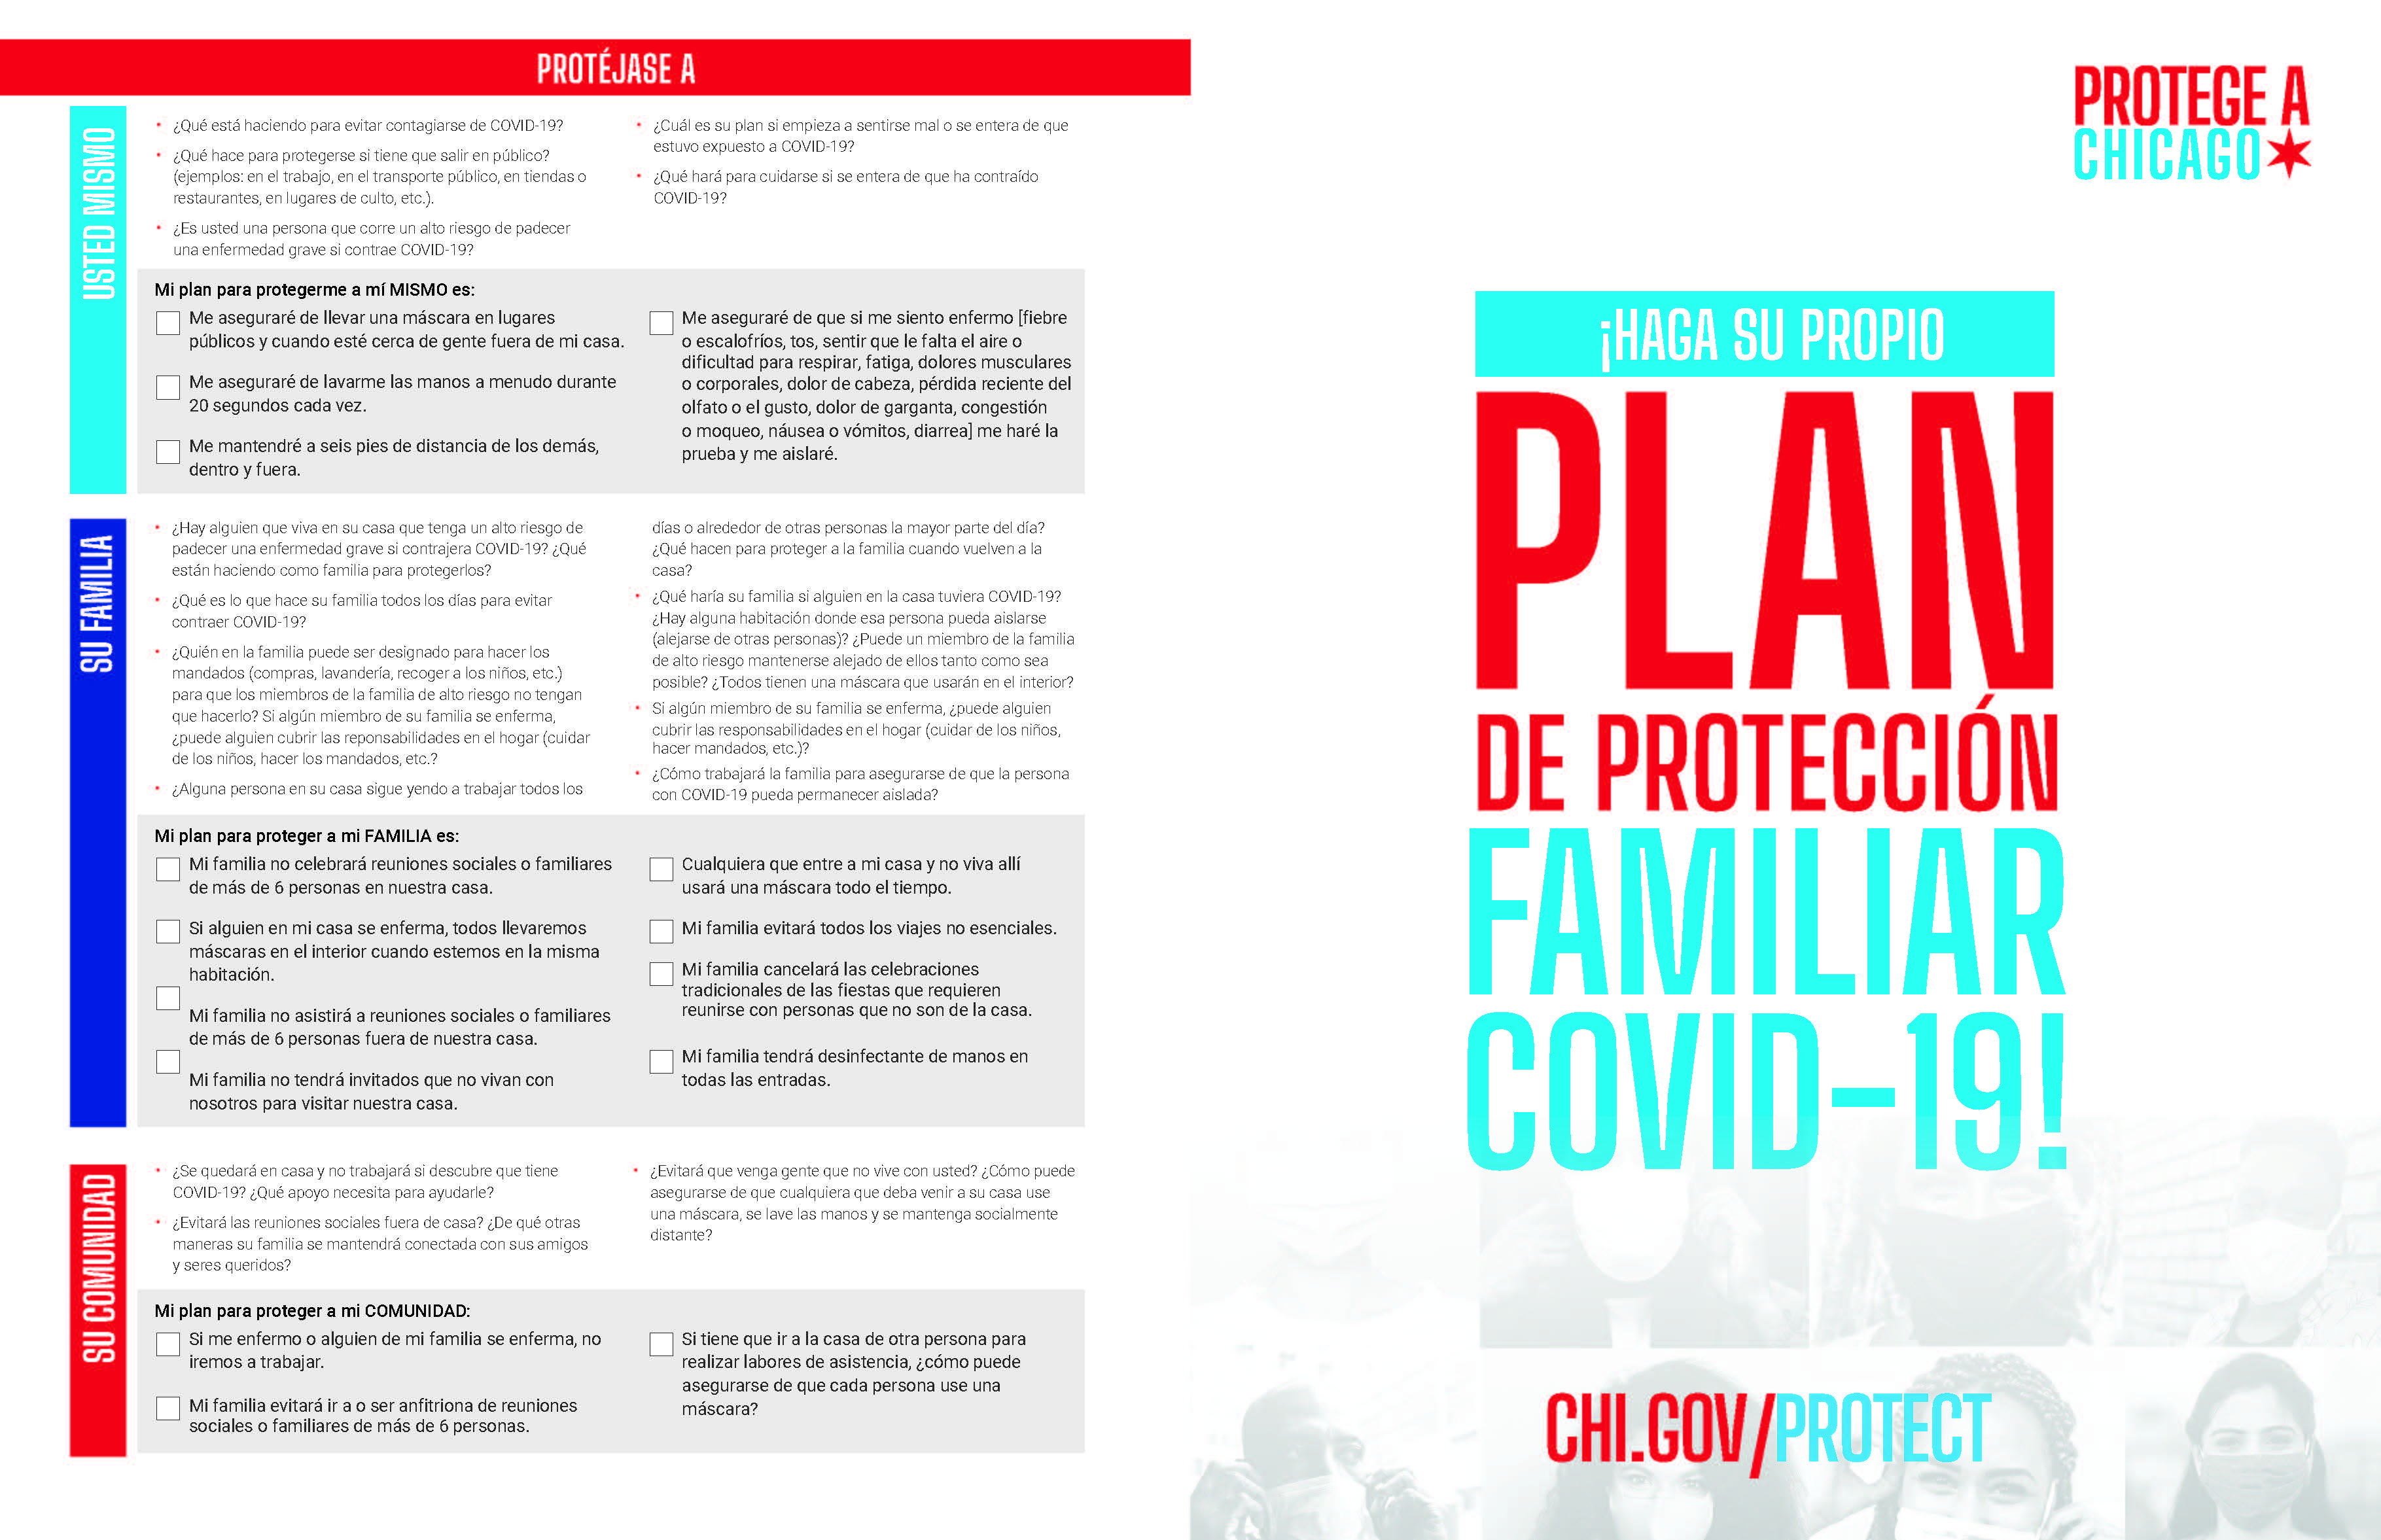 PROTÉJASE A
USTED MISMO
• ¿Qué está haciendo para evitar contagiarse de COVID-19?
• ¿Qué hace para protegerse si tiene que salir en público?
(ejemplos: en el trabajo, en el transporte público, en tiendas o
restaurantes, en lugares de culto, etc.).
• ¿Es usted una persona que corre un alto riesgo de padecer
una enfermedad grave si contrae COVID-19?
• ¿Cuál es su plan si empieza a sentirse mal o se entera de que
estuvo expuesto a COVID-19?
• ¿Qué hará para cuidarse si se entera de que ha contraído
COVID-19?
Mi plan para protegerme a mí MISMO es:
Me aseguraré de llevar una máscara en lugares
públicos y cuando esté cerca de gente fuera de mi casa.
Me aseguraré de lavarme las manos a menudo durante
20 segundos cada vez.
Me mantendré a seis pies de distancia de los demás,
dentro y fuera.
Me aseguraré de que si me siento enfermo [fiebre
o escalofríos, tos, sentir que le falta el aire o
dificultad para respirar, fatiga, dolores musculares
o corporales, dolor de cabeza, pérdida reciente del
olfato o el gusto, dolor de garganta, congestión
o moqueo, náusea o vómitos, diarrea] me haré la
prueba y me aislaré.
SU FAMILIA
• ¿Hay alguien que viva en su casa que tenga un alto riesgo de
padecer una enfermedad grave si contrajera COVID-19? ¿Qué
están haciendo como familia para protegerlos?
• ¿Qué es lo que hace su familia todos los días para evitar
contraer COVID-19?
• ¿Quién en la familia puede ser designado para hacer los
mandados (compras, lavandería, recoger a los niños, etc.)
para que los miembros de la familia de alto riesgo no tengan
que hacerlo? Si algún miembro de su familia se enferma,
¿puede alguien cubrir las reponsabilidades en el hogar (cuidar
de los niños, hacer los mandados, etc.?
• ¿Alguna persona en su casa sigue yendo a trabajar todos los
días o alrededor de otras personas la mayor parte del día?
¿Qué hacen para proteger a la familia cuando vuelven a la
casa?
• ¿Qué haría su familia si alguien en la casa tuviera COVID-19?
¿Hay alguna habitación donde esa persona pueda aislarse
(alejarse de otras personas)? ¿Puede un miembro de la familia
de alto riesgo mantenerse alejado de ellos tanto como sea
posible? ¿Todos tienen una máscara que usarán en el interior?
• Si algún miembro de su familia se enferma, ¿puede alguien
cubrir las responsabilidades en el hogar (cuidar de los niños,
hacer mandados, etc.)?
• ¿Cómo trabajará la familia para asegurarse de que la persona
con COVID-19 pueda permanecer aislada?
Mi plan para proteger a mi FAMILIA es:
Mi familia no celebrará reuniones sociales o familiares
de más de 6 personas en nuestra casa.
Si alguien en mi casa se enferma, todos llevaremos
máscaras en el interior cuando estemos en la misma
habitación.
Mi familia no asistirá a reuniones sociales o familiares
de más de 6 personas fuera de nuestra casa.
Mi familia no tendrá invitados que no vivan con
nosotros para visitar nuestra casa.
Cualquiera que entre a mi casa y no viva allí
usará una máscara todo el tiempo.
Mi familia evitará todos los viajes no esenciales.
Mi familia cancelará las celebraciones
tradicionales de las fiestas que requieren
reunirse con personas que no son de la casa.
Mi familia tendrá desinfectante de manos en
todas las entradas.
SU COMUNIDAD
• ¿Se quedará en casa y no trabajará si descubre que tiene
COVID-19? ¿Qué apoyo necesita para ayudarle?
• ¿Evitará las reuniones sociales fuera de casa? ¿De qué otras
maneras su familia se mantendrá conectada con sus amigos
y seres queridos?
• ¿Evitará que venga gente que no vive con usted? ¿Cómo puede
asegurarse de que cualquiera que deba venir a su casa use
una máscara, se lave las manos y se mantenga socialmente
distante?
Mi plan para proteger a mi COMUNIDAD:
Si me enfermo o alguien de mi familia se enferma, no
iremos a trabajar.
Mi familia evitará ir a o ser anfitriona de reuniones
sociales o familiares de más de 6 personas.
Si tiene que ir a la casa de otra persona para
realizar labores de asistencia, ¿cómo puede
asegurarse de que cada persona use una
máscara?
PROTEGE A
CHICAGO
¡HAGA SU PROPIO
PLAN
DE PROTECCIÓN
FAMILIAR
COVID-19!
CHI.GOV/PROTECT